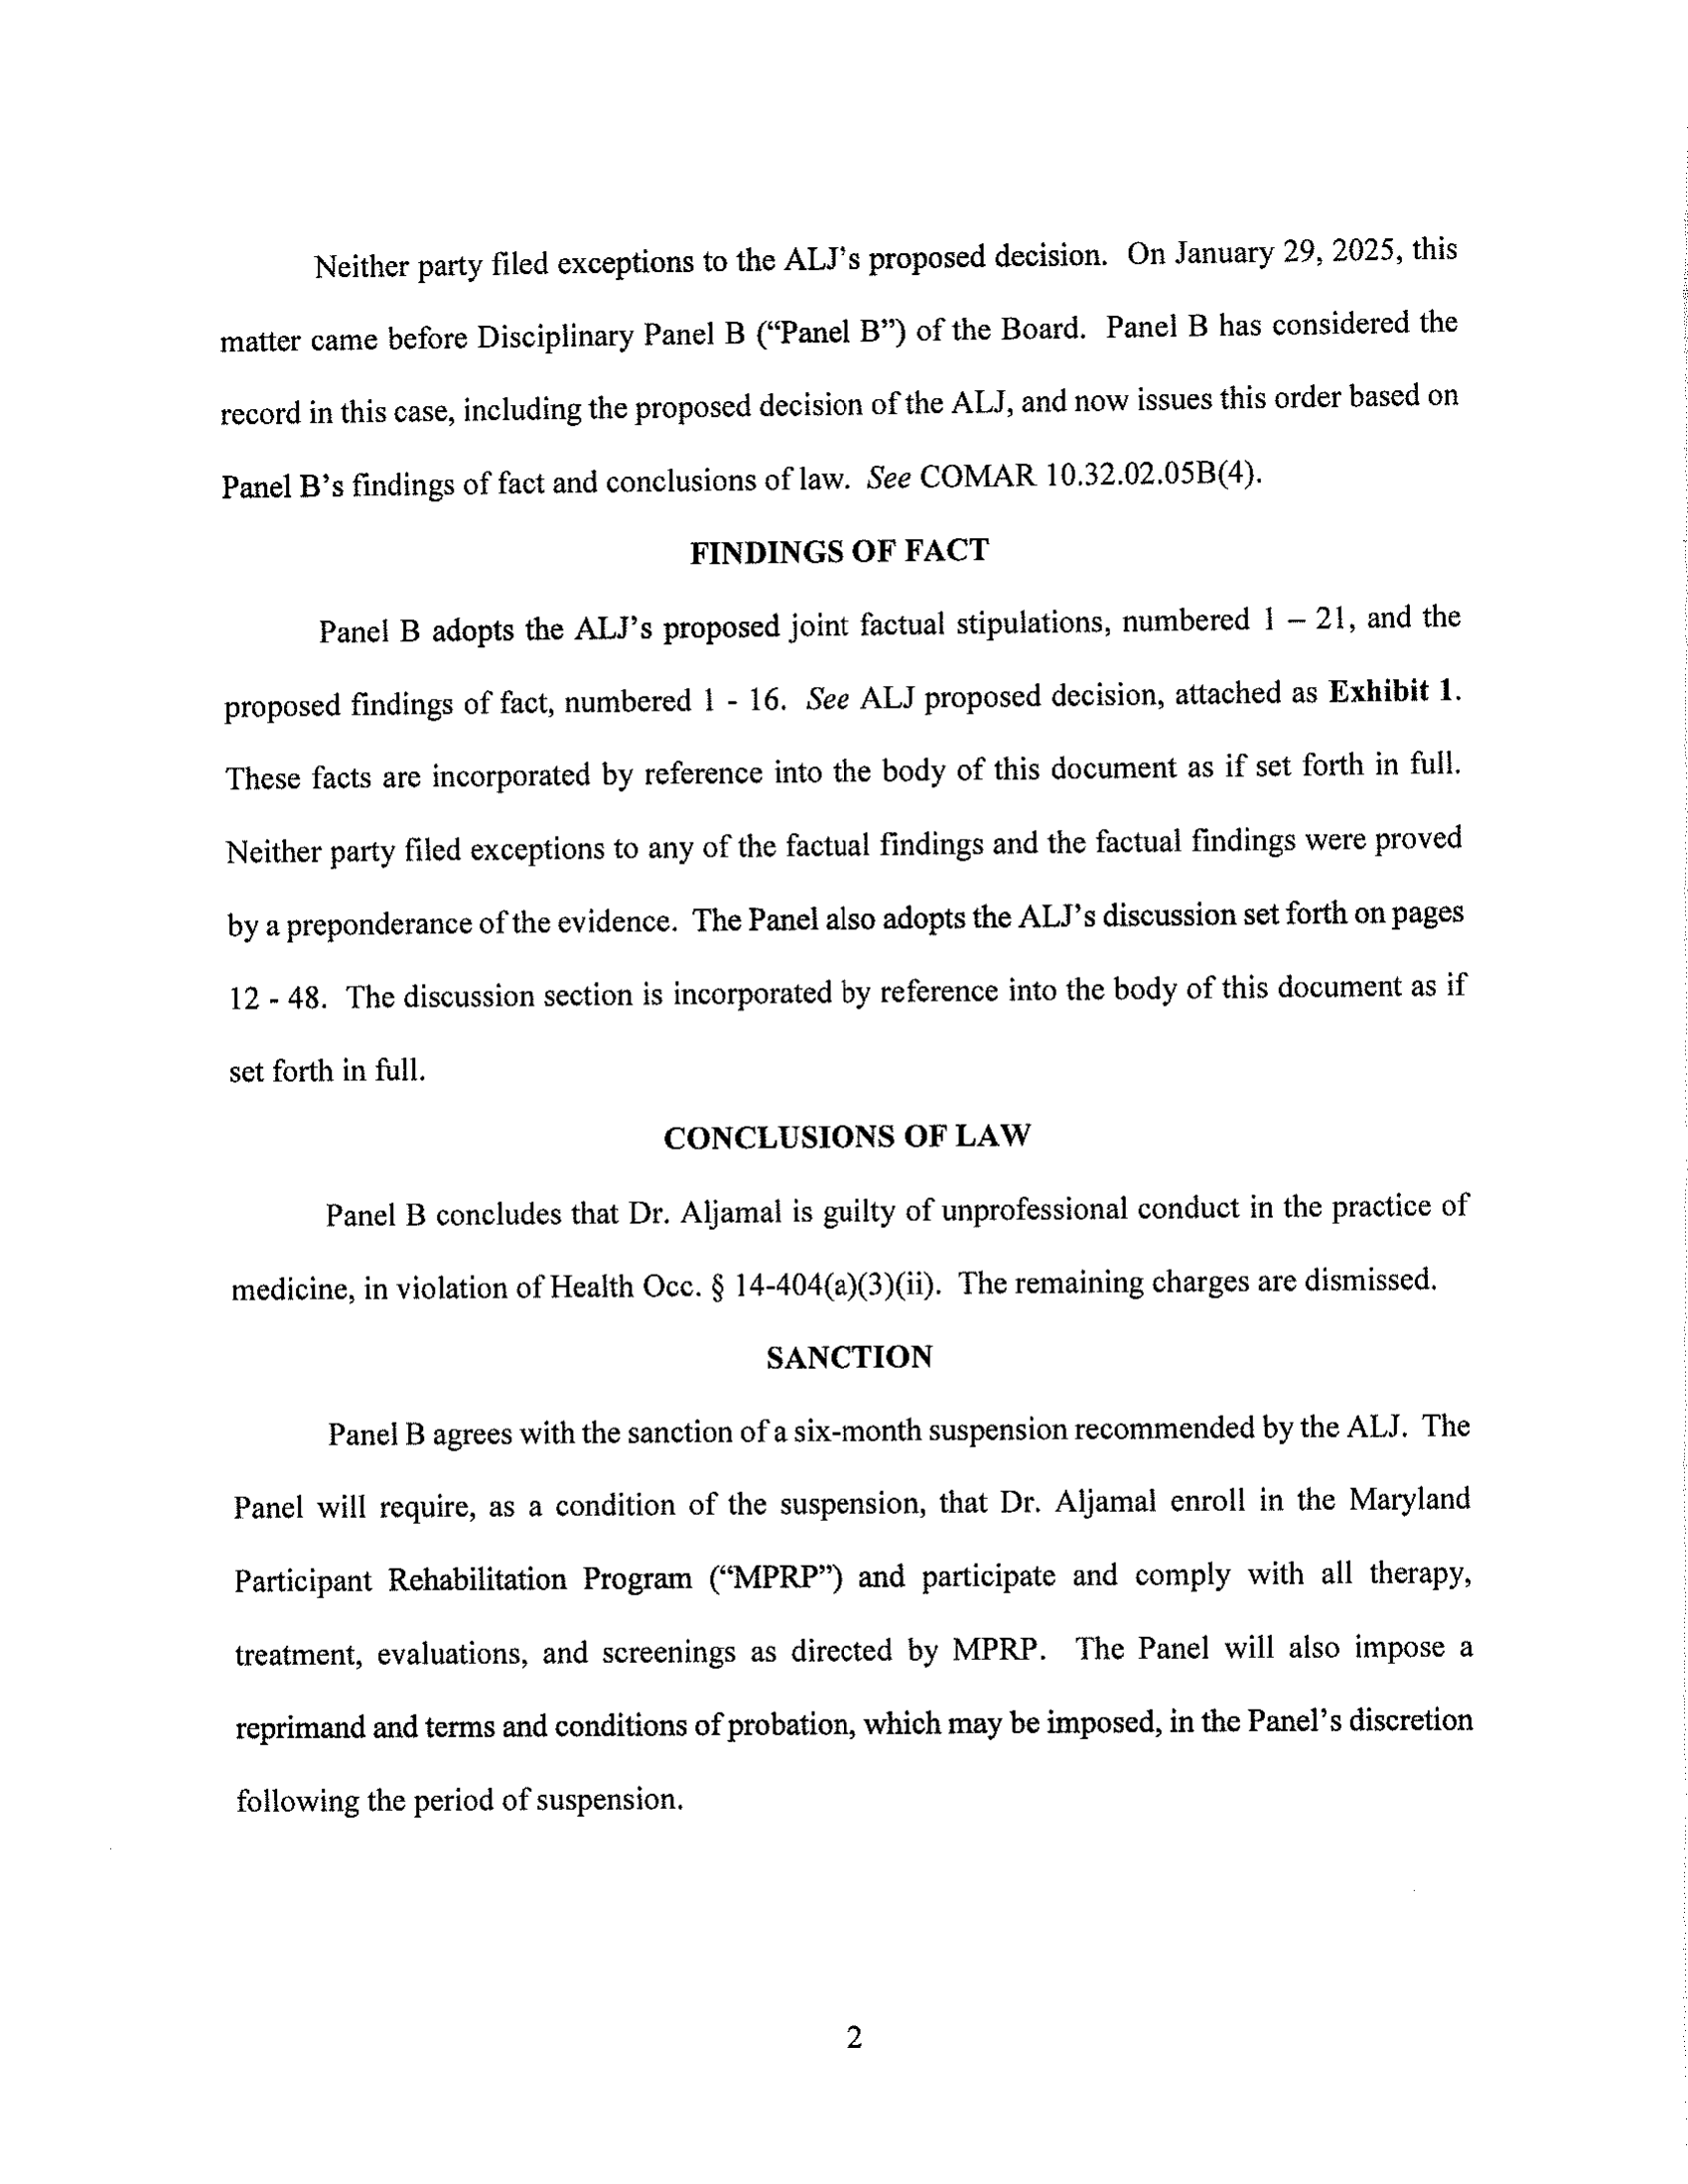 Neither party filed exceptions to the ALJ's proposed decision. On January 29, 2025, this
matter came before Disciplinary Panel B (“Panel B”) of the Board. Panel B has considered the
record in this case, including the proposed decision of the ALJ, and now issues this order based on
Panel B's findings of fact and conclusions of law. See COMAR 10.32.02.05B(4).
FINDINGS OF FACT
Panel B adopts the ALJ's proposed joint factual stipulations, numbered 1 – 21, and the
proposed findings of fact, numbered 1 - 16. See ALJ proposed decision, attached as Exhibit 1.
These facts are incorporated by reference into the body of this document as if set forth in full.
Neither party filed exceptions to any of the factual findings and the factual findings were proved
by a preponderance of the evidence. The Panel also adopts the ALJ's discussion set forth on pages
12 - 48. The discussion section is incorporated by reference into the body of this document as if
set forth in full.
CONCLUSIONS OF LAW
Panel B concludes that Dr. Aljamal is guilty of unprofessional conduct in the practice of
medicine, in violation of Health Occ. § 14-404(a)(3)(ii). The remaining charges are dismissed.
SANCTION
Panel B agrees with the sanction of a six-month suspension recommended by the ALJ. The
Panel will require, as a condition of the suspension, that Dr. Aljamal enroll in the Maryland
Participant Rehabilitation Program (“MPRP”) and participate and comply with all therapy,
treatment, evaluations, and screenings as directed by MPRP. The Panel will also impose a
reprimand and terms and conditions of probation, which may be imposed, in the Panel's discretion
following the period of suspension.
2